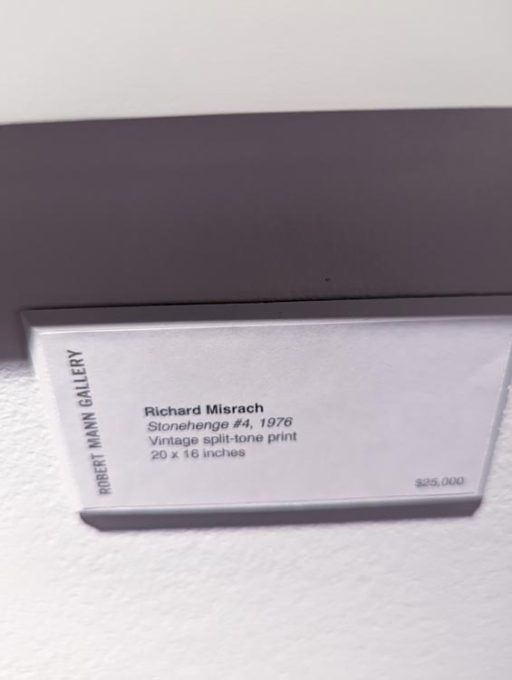 ROBERT MANN GALLERY
Richard Misrach
Stonehenge #4, 1976
Vintage split-tone print
20 x 16 inches
$25,000